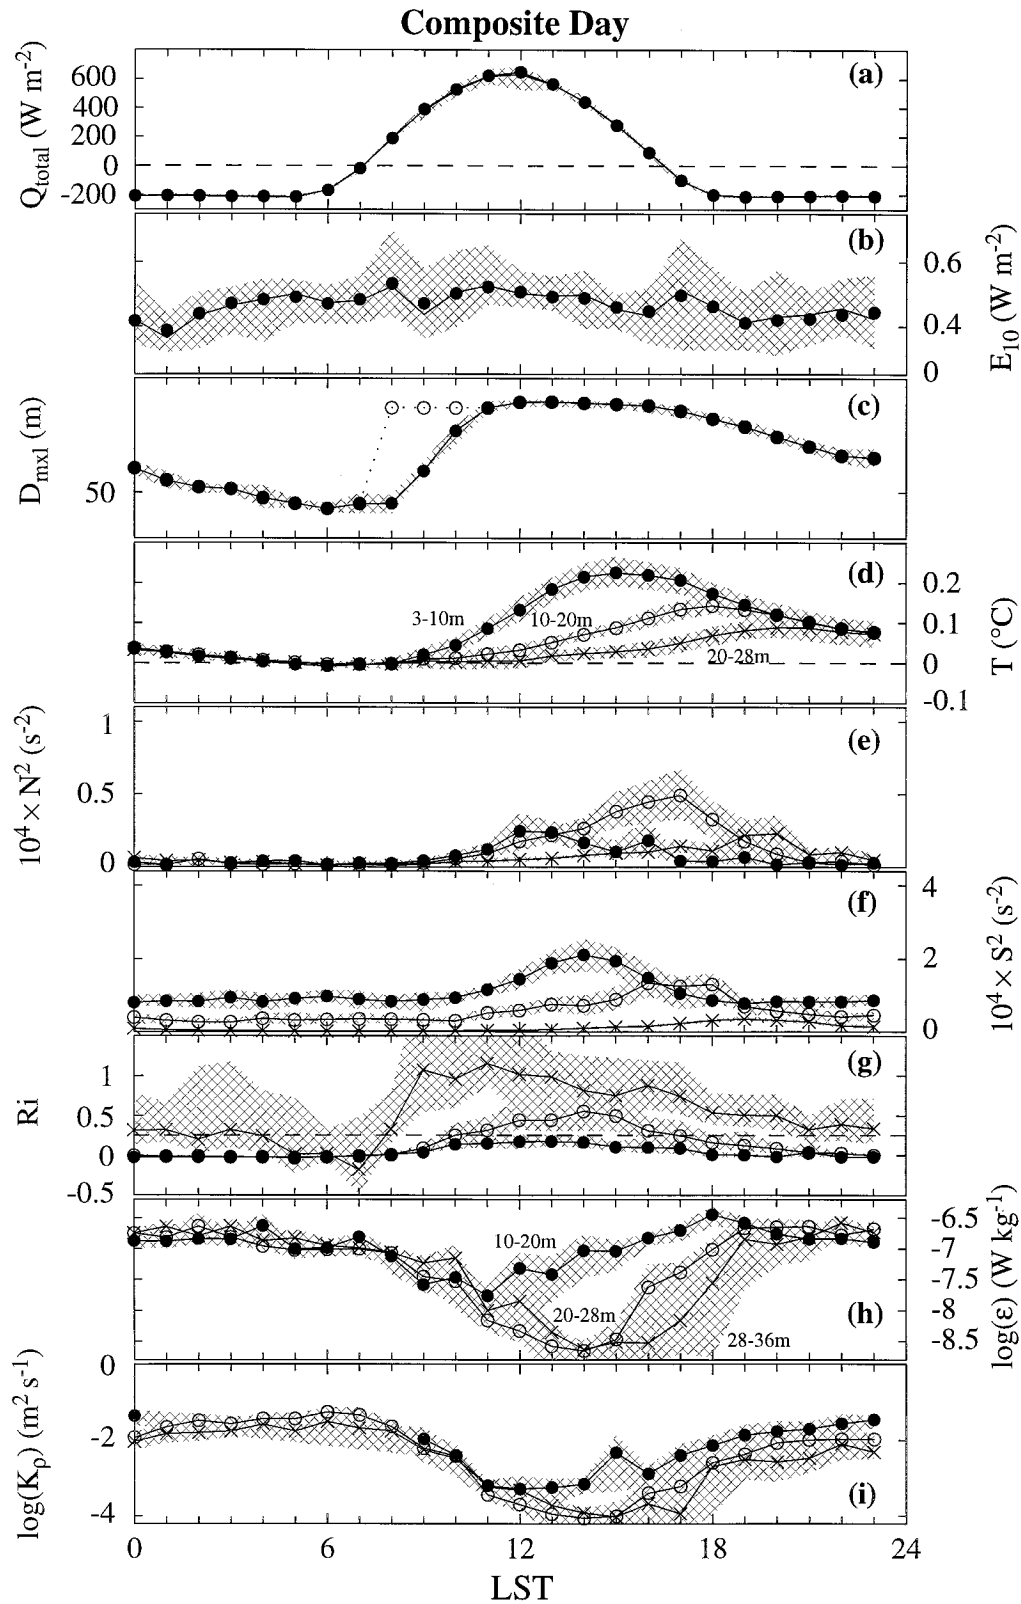 Composite Day
(a)
Q_total (W m^-2)
600
400
200
0
-200
(b)
E_10 (W m^-2)
0.6
0.4
0
(c)
D_mxl (m)
50
(d)
T (°C)
0.2
0.1
0
-0.1
3-10m
10-20m
20-28m
(e)
10^4 × N^2 (s^-2)
1
0.5
0
(f)
10^4 × S^2 (s^-2)
4
2
0
(g)
Ri
1
0.5
0
-0.5
(h)
log(ε) (W kg^-1)
-6.5
-7
-7.5
-8
-8.5
10-20m
20-28m
28-36m
(i)
log(K_ρ) (m^2 s^-1)
0
-2
-4
0 6 12 18 24
LST